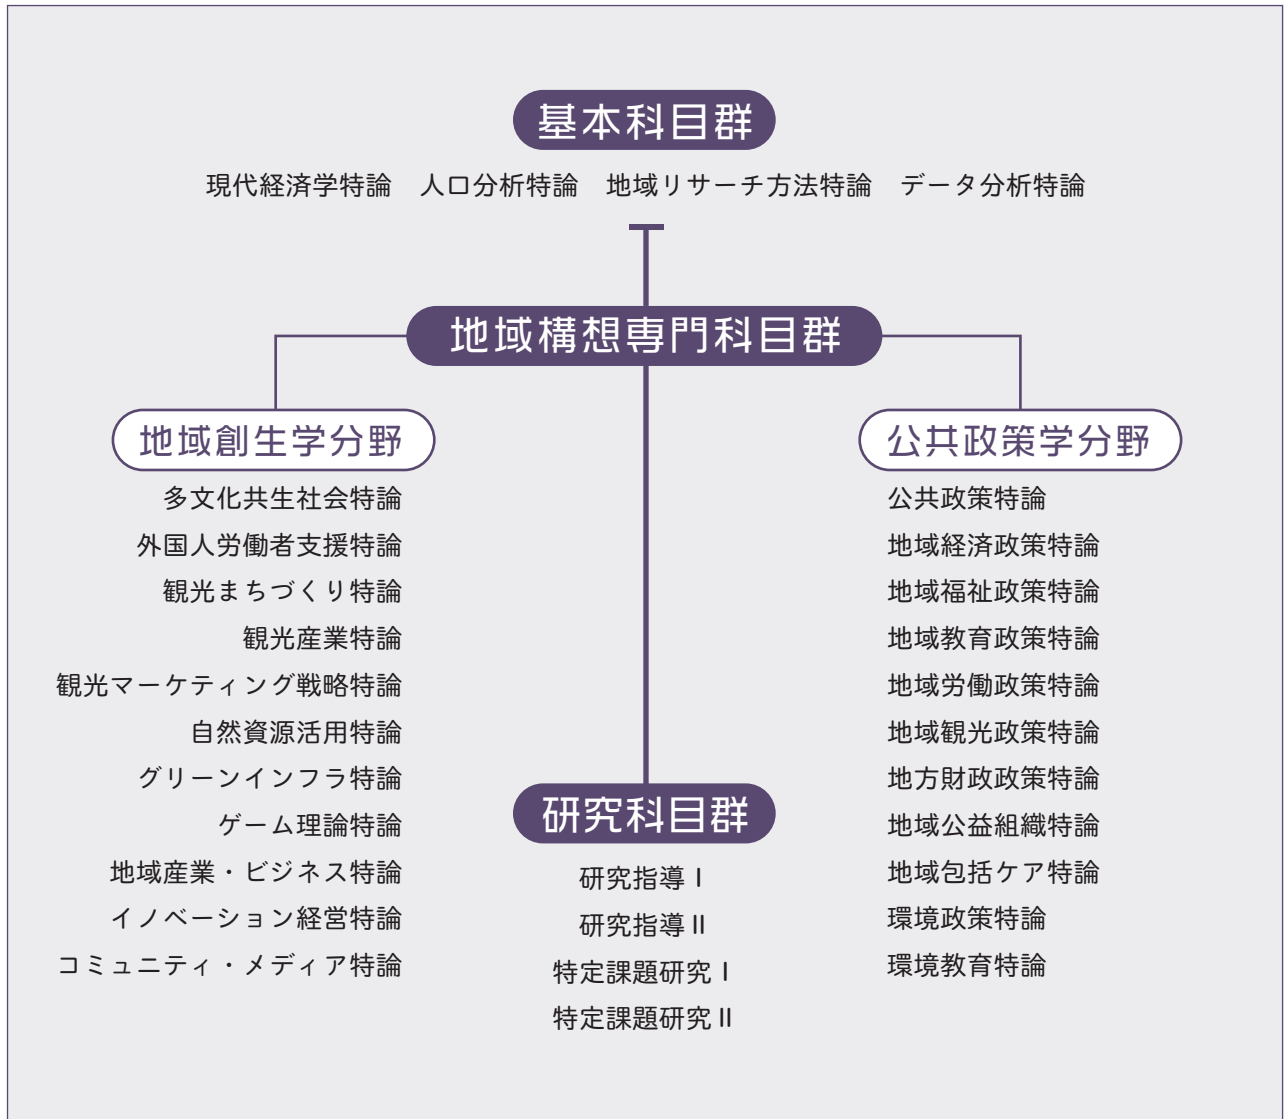 基本科目群
現代経済学特論　人口分析特論　地域リサーチ方法特論　データ分析特論
地域構想専門科目群
地域創生学分野
多文化共生社会特論
外国人労働者支援特論
観光まちづくり特論
観光産業特論
観光マーケティング戦略特論
自然資源活用特論
グリーンインフラ特論
ゲーム理論特論
地域産業・ビジネス特論
イノベーション経営特論
コミュニティ・メディア特論
研究科目群
研究指導Ⅰ
研究指導Ⅱ
特定課題研究Ⅰ
特定課題研究Ⅱ
公共政策学分野
公共政策特論
地域経済政策特論
地域福祉政策特論
地域教育政策特論
地域労働政策特論
地域観光政策特論
地方財政政策特論
地域公益組織特論
地域包括ケア特論
環境政策特論
環境教育特論